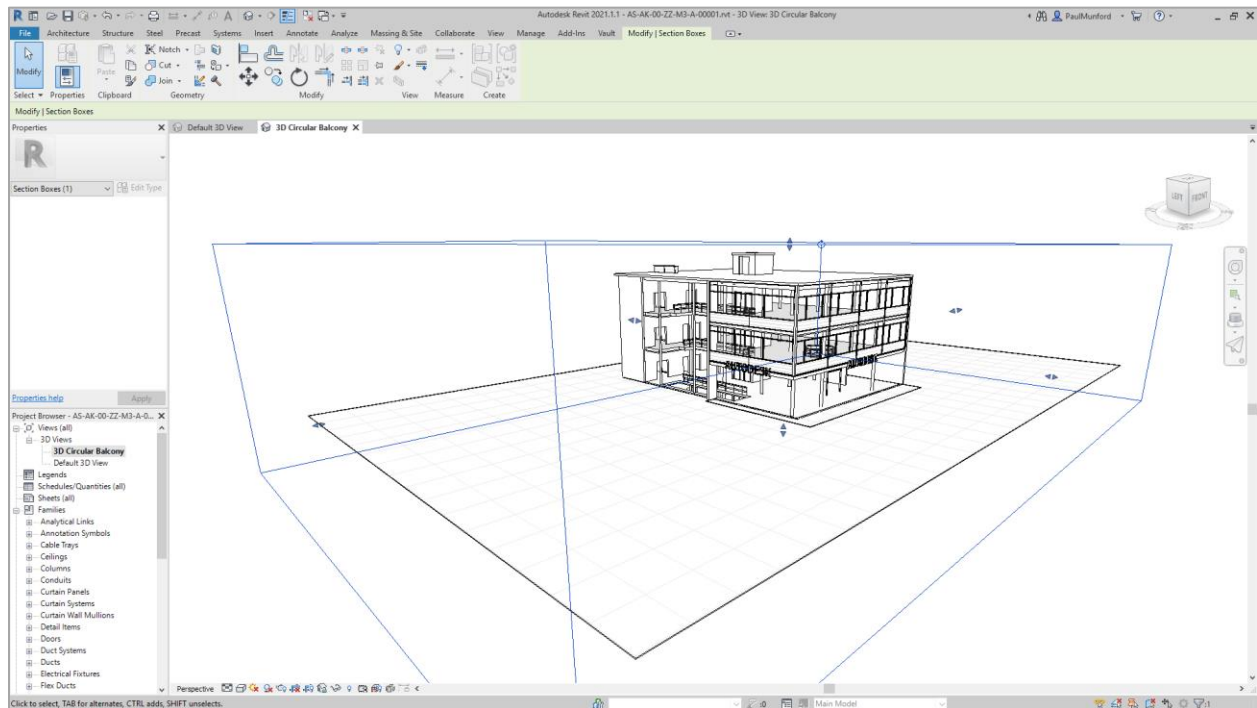 Autodesk Revit 2021.1.1 - AS-AK-00-ZZ-M3-A-00001.rvt - 3D View: 3D Circular Balcony
PaulMunford
File Architecture Structure Steel Precast Systems Insert Annotate Analyze Massing & Site Collaborate View Manage Add-Ins Vault Modify | Section Boxes
Modify Paste Notch Cut Join
Select Properties Clipboard Geometry Modify View Measure Create
Modify | Section Boxes
Properties X Default 3D View 3D Circular Balcony X
R
Section Boxes (1) Edit Type
LEFT FRONT
AUTODESK
Properties help Apply
Project Browser - AS-AK-00-ZZ-M3-A-0... X
Views (all)
3D Views
3D Circular Balcony
Default 3D View
Legends
Schedules/Quantities (all)
Sheets (all)
Families
Analytical Links
Annotation Symbols
Cable Trays
Ceilings
Columns
Conduits
Curtain Panels
Curtain Systems
Curtain Wall Mullions
Detail Items
Doors
Duct Systems
Ducts
Electrical Fixtures
Flex Ducts
Perspective
Click to select, TAB for alternates, CTRL adds, SHIFT unselects. :0 Main Model :1